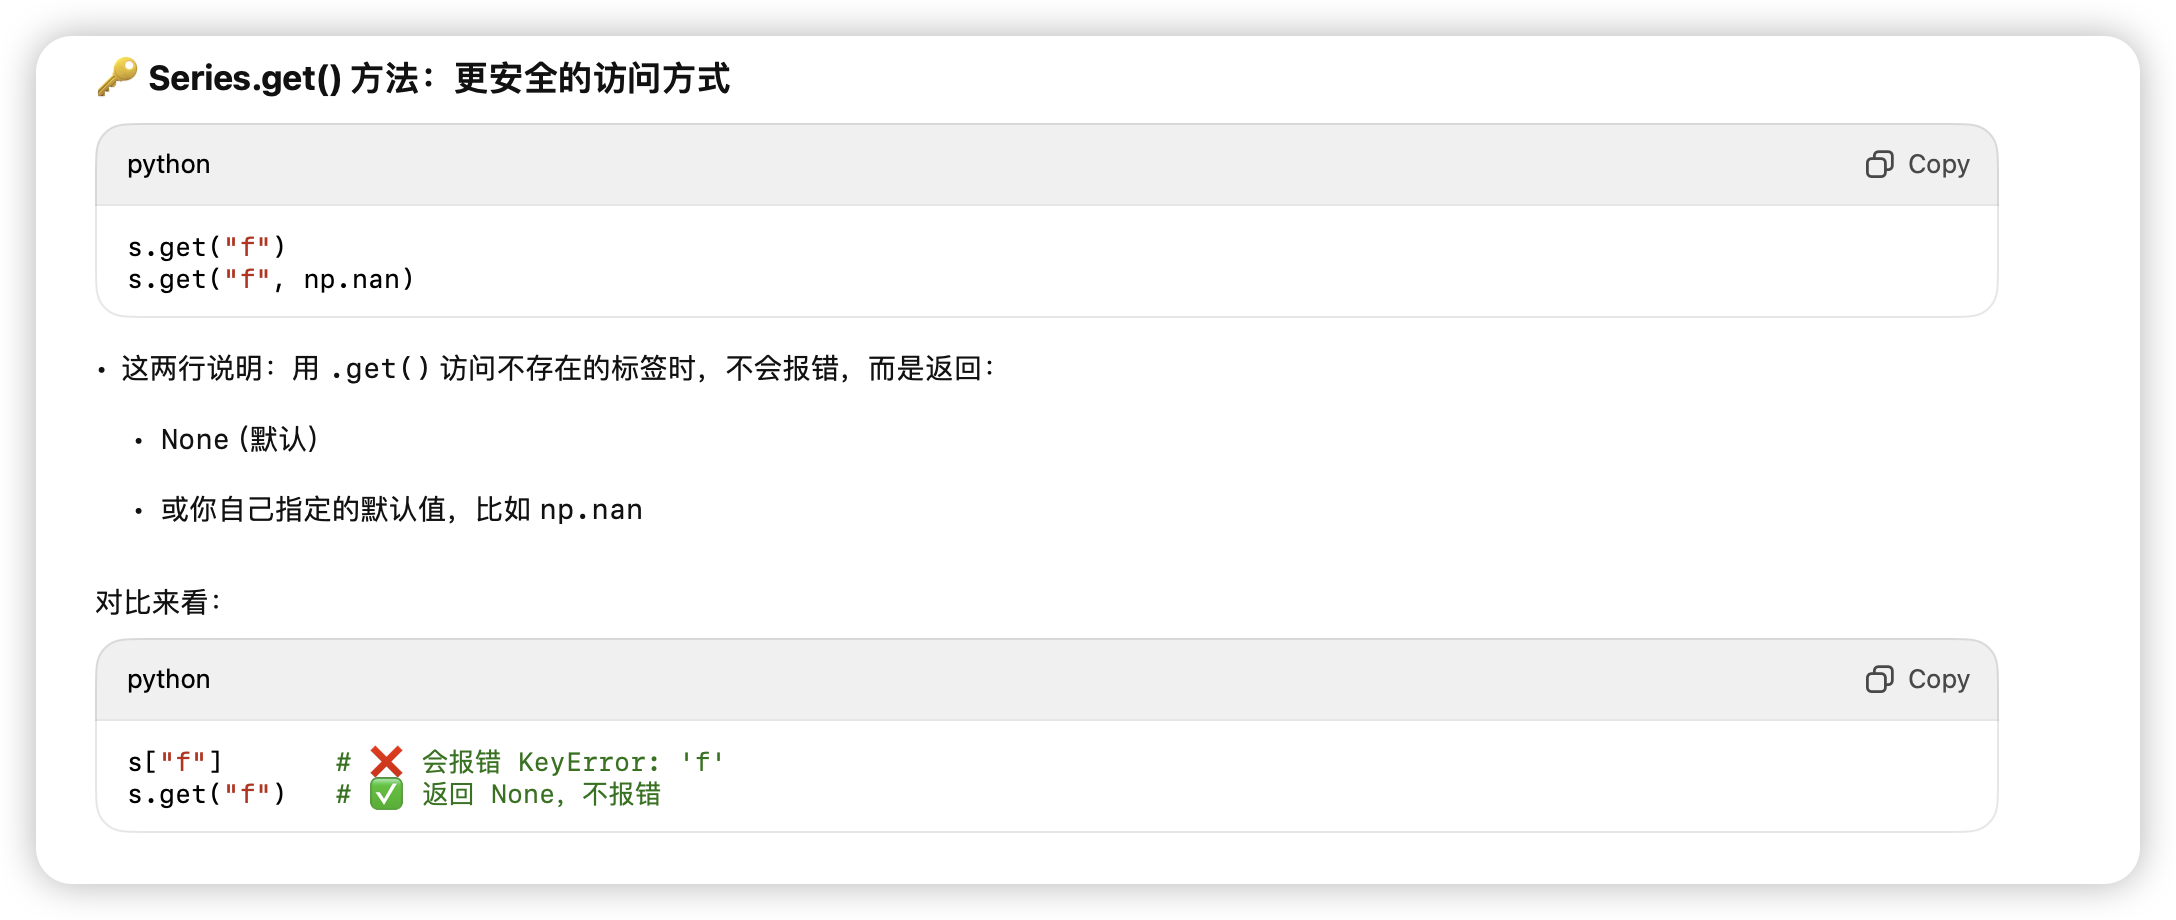 🔑 Series.get() 方法：更安全的访问方式
python
Copy
s.get("f")
s.get("f", np.nan)
• 这两行说明：用 .get() 访问不存在的标签时，不会报错，而是返回：
• None（默认）
• 或你自己指定的默认值，比如 np.nan
对比来看：
python
Copy
s["f"]       # ❌ 会报错 KeyError: 'f'
s.get("f")   # ✅ 返回 None，不报错